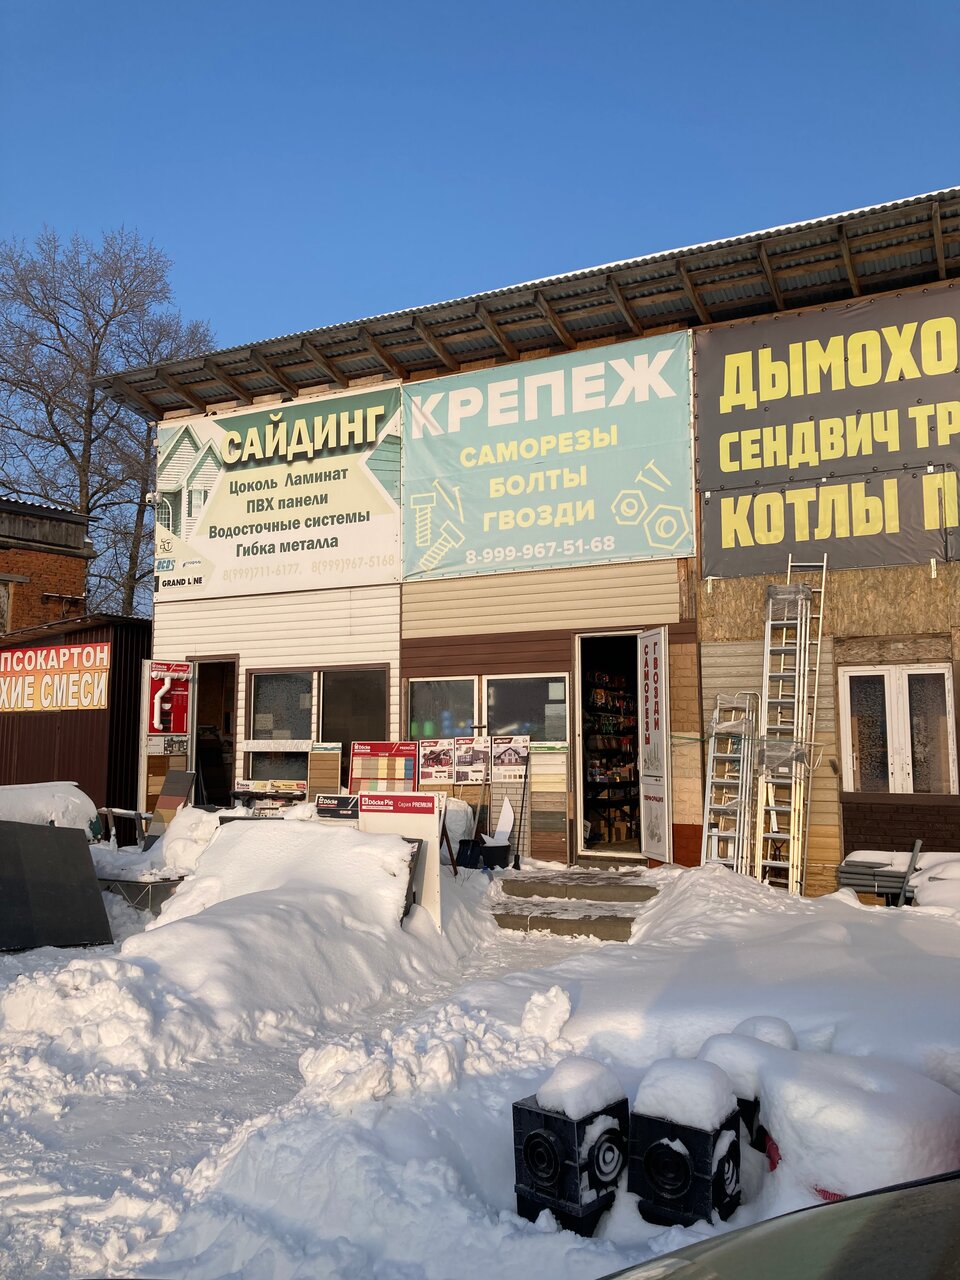 САЙДИНГ
Цоколь Ламинат
ПВХ панели
Водосточные системы
Гибка металла
8(999)711-6177, 8(999)967-5168
GRAND LINE
КРЕПЕЖ
САМОРЕЗЫ
БОЛТЫ
ГВОЗДИ
8-999-967-51-68
ДЫМОХО
СЕНДВИЧ ТР
КОТЛЫ П
ПСОКАРТОН
ХИЕ СМЕСИ
САМОРЕЗЫ
ГВОЗДИ
Döcke PREMIUM
Döcke
Döcke Pie Серия PREMIUM